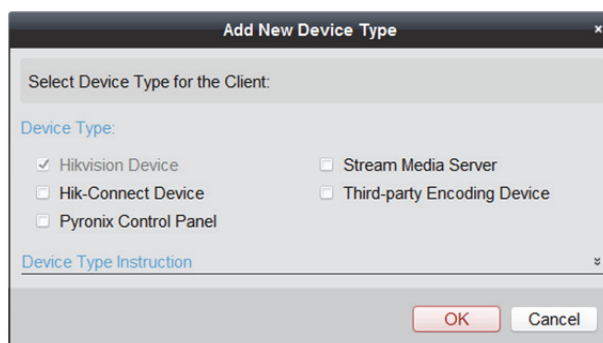 Add New Device Type
Select Device Type for the Client:
Device Type:
Hikvision Device
Stream Media Server
Hik-Connect Device
Third-party Encoding Device
Pyronix Control Panel
Device Type Instruction
OK
Cancel